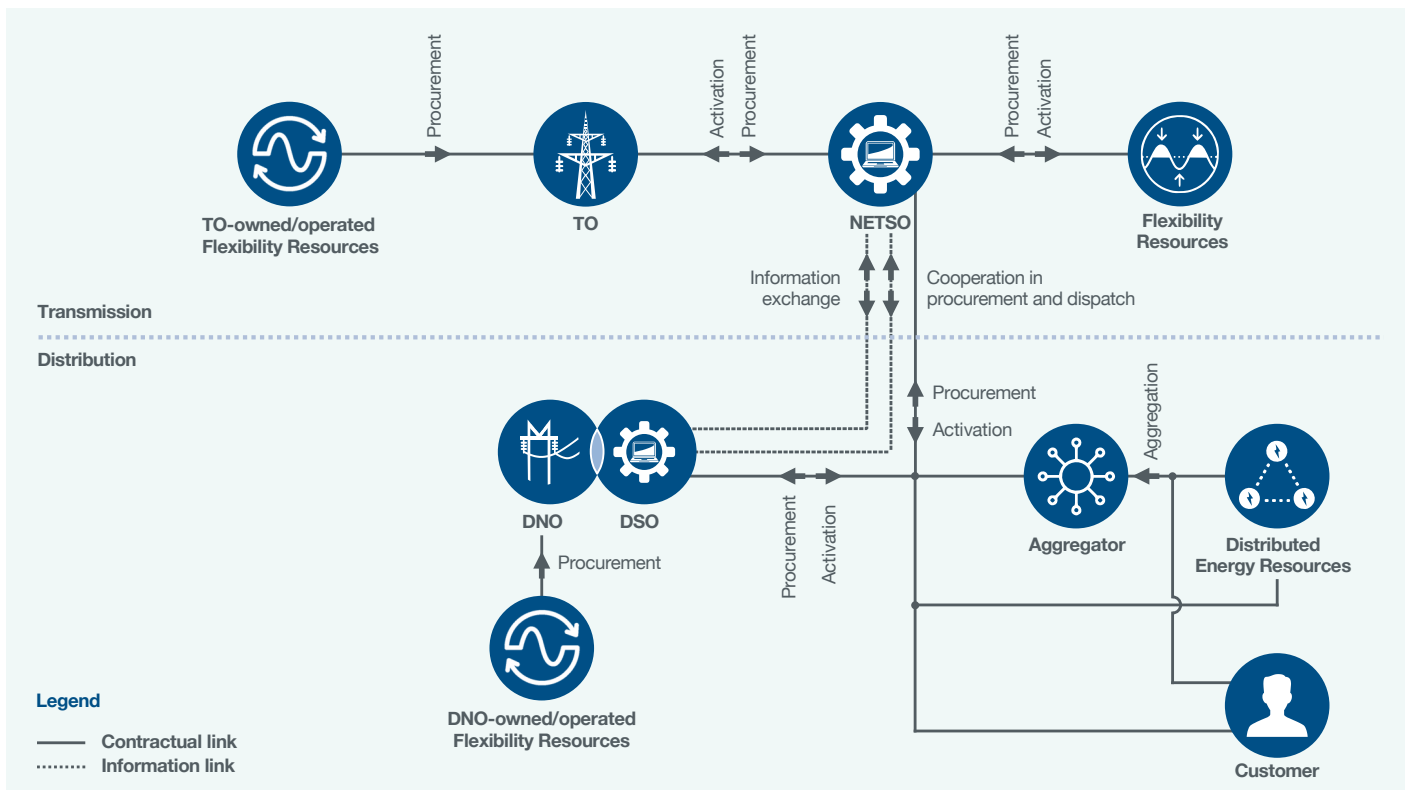 Procurement
Activation
Procurement
Procurement
Activation
TO-owned/operated
Flexibility Resources
TO
NETSO
Flexibility
Resources
Information
exchange
Cooperation in
procurement and dispatch
Transmission
Distribution
Procurement
Activation
Aggregation
DNO
DSO
Procurement
Activation
Aggregator
Distributed
Energy Resources
Procurement
DNO-owned/operated
Flexibility Resources
Customer
Legend
Contractual link
Information link